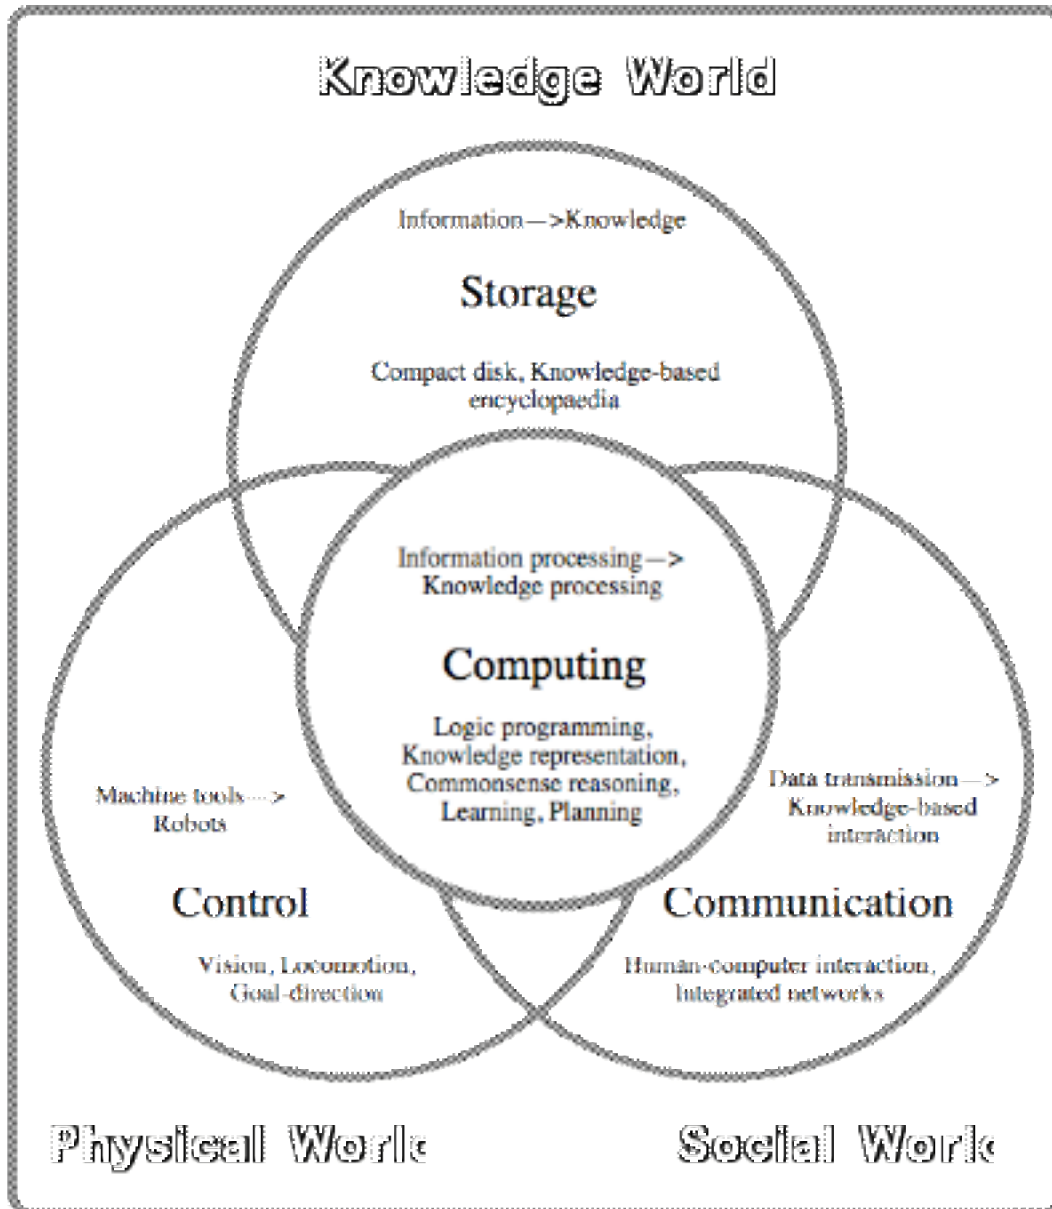 Knowledge World
Information—>Knowledge
Storage
Compact disk, Knowledge-based
encyclopaedia
Information processing—>
Knowledge processing
Computing
Logic programming,
Knowledge representation,
Commonsense reasoning,
Learning, Planning
Machine tools—>
Robots
Control
Vision, Locomotion,
Goal-direction
Data transmission—>
Knowledge-based
interaction
Communication
Human-computer interaction,
Integrated networks
Physical World
Social World